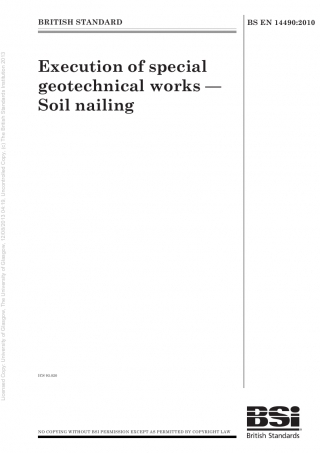 BRITISH STANDARD
BS EN 14490:2010
Execution of special
geotechnical works —
Soil nailing
ICS 93.020
NO COPYING WITHOUT BSI PERMISSION EXCEPT AS PERMITTED BY COPYRIGHT LAW
BSi
British Standards
Licensed Copy: University of Glasgow, The University of Glasgow, 12/09/2010 04:19, Uncontrolled Copy, (c) The British Standards Institution 2010